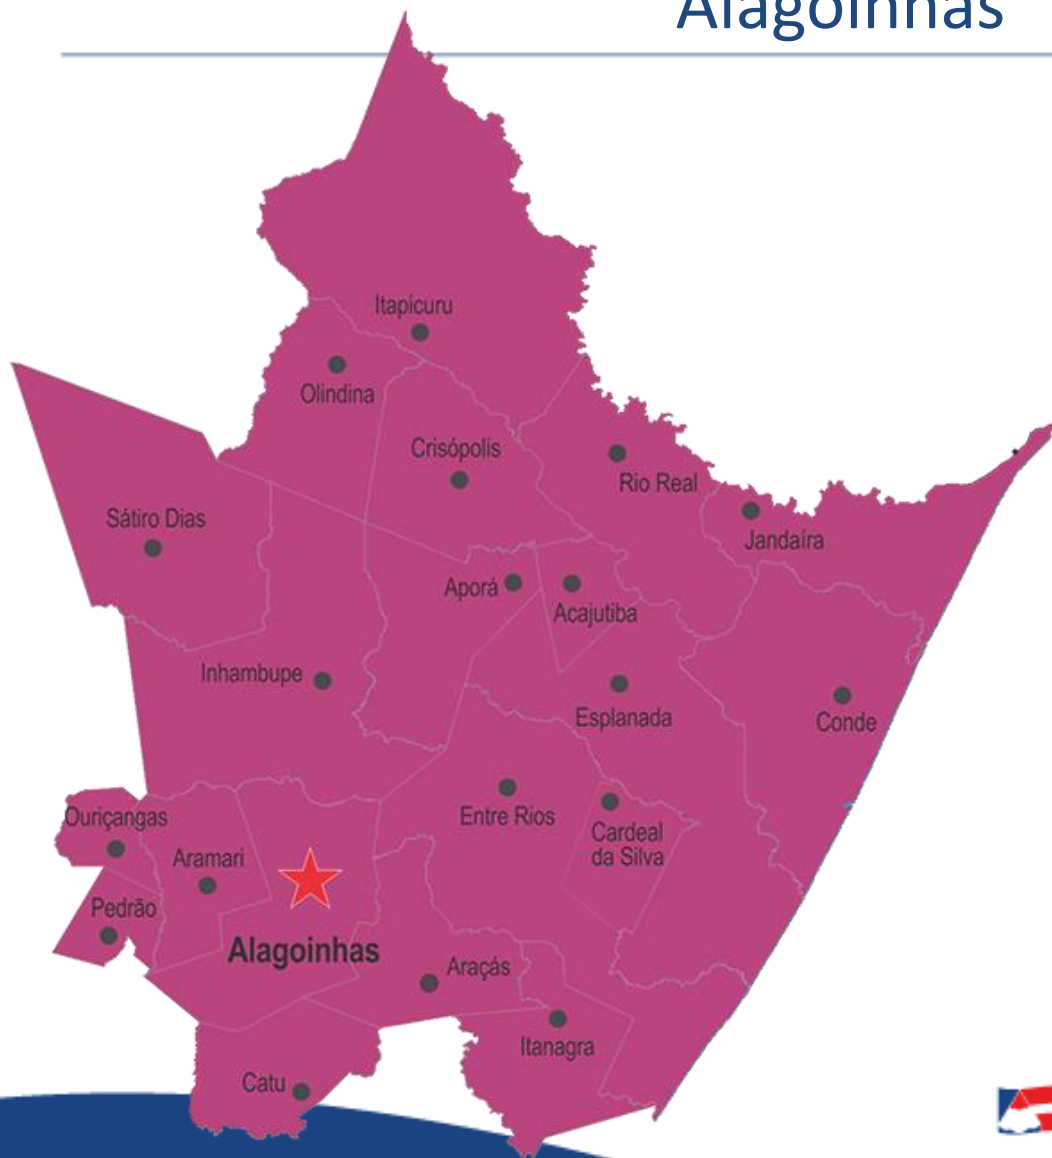 Alagoinhas
Itapicuru
Olindina
Crisópolis
Rio Real
Sátiro Dias
Jandaíra
Aporá
Acajutiba
Inhambupe
Esplanada
Conde
Ouriçangas
Entre Rios
Cardeal
da Silva
Aramari
Pedrão
Alagoinhas
Araçás
Itanagra
Catu